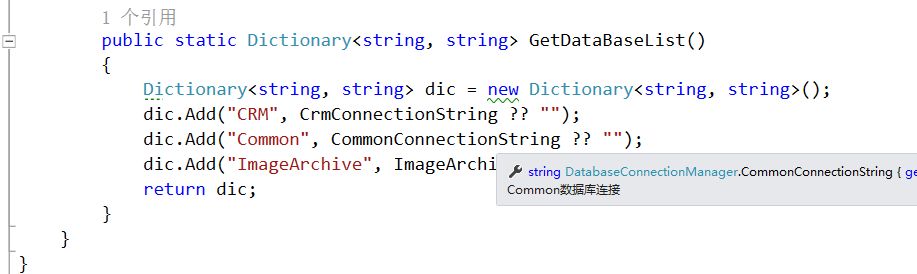 1 个引用
public static Dictionary<string, string> GetDataBaseList()
{
Dictionary<string, string> dic = new Dictionary<string, string>();
dic.Add("CRM", CrmConnectionString ?? "");
dic.Add("Common", CommonConnectionString ?? "");
dic.Add("ImageArchive", ImageArchi
string DatabaseConnectionManager.CommonConnectionString { ge
Common数据库连接
return dic;
}
}
}